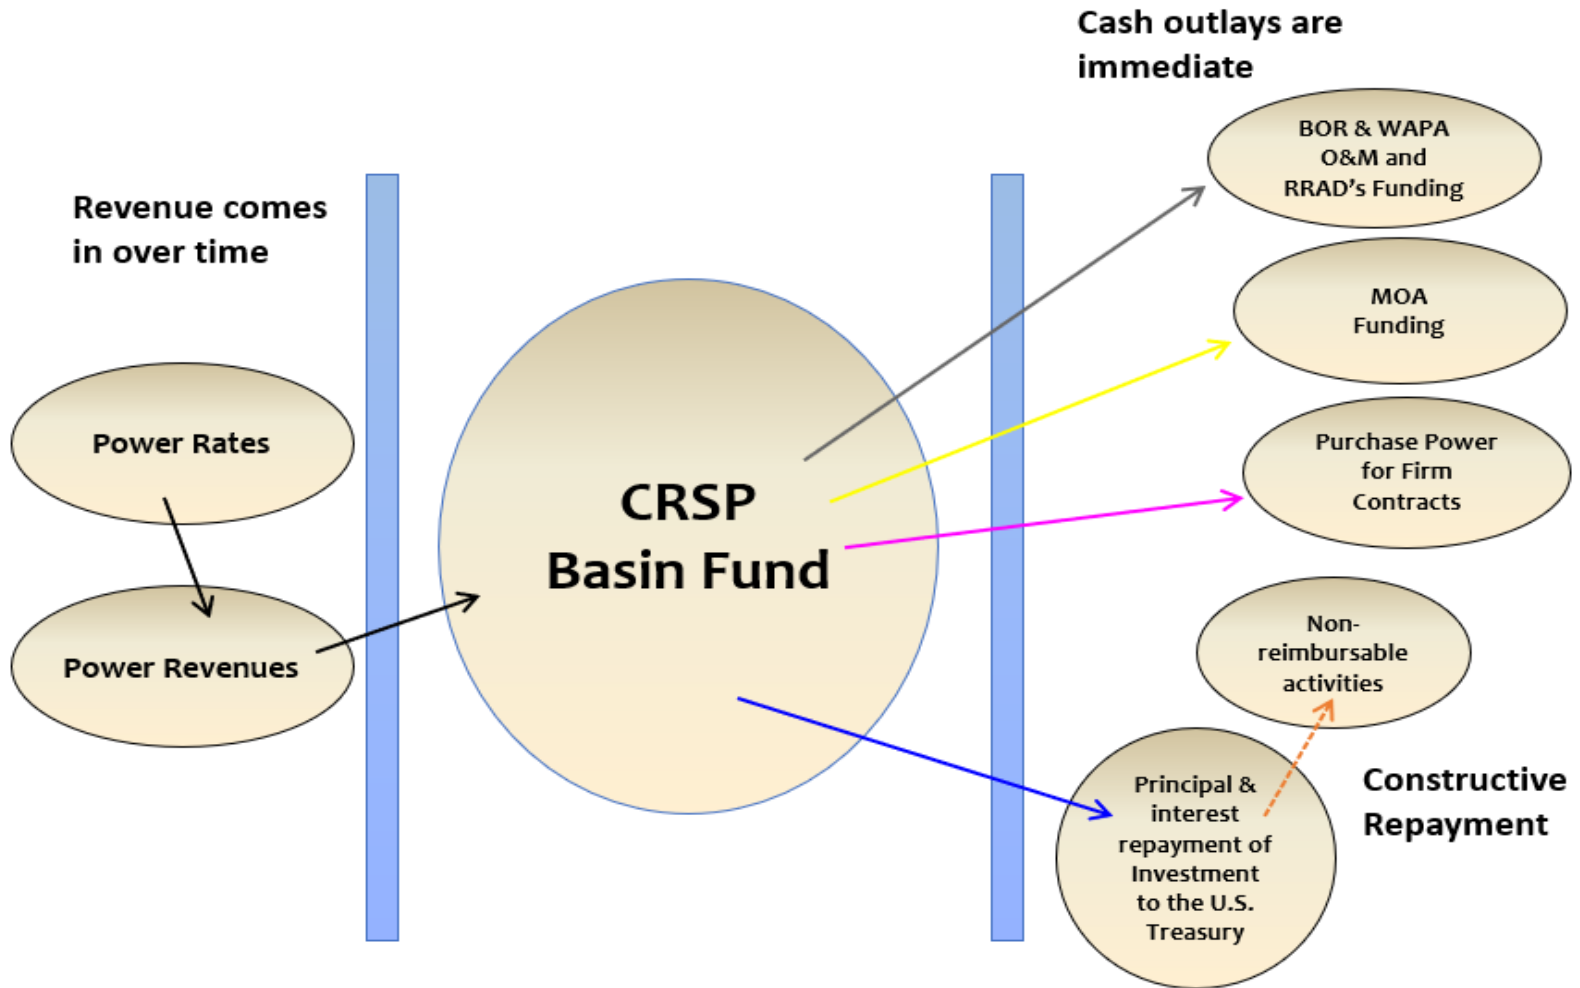 Cash outlays are
immediate
BOR & WAPA
O&M and
RRAD's Funding
Revenue comes
in over time
MOA
Funding
Power Rates
Purchase Power
for Firm
Contracts
CRSP
Basin Fund
Power Revenues
Non-
reimbursable
activities
Principal &
interest
repayment of
Investment
to the U.S.
Treasury
Constructive
Repayment